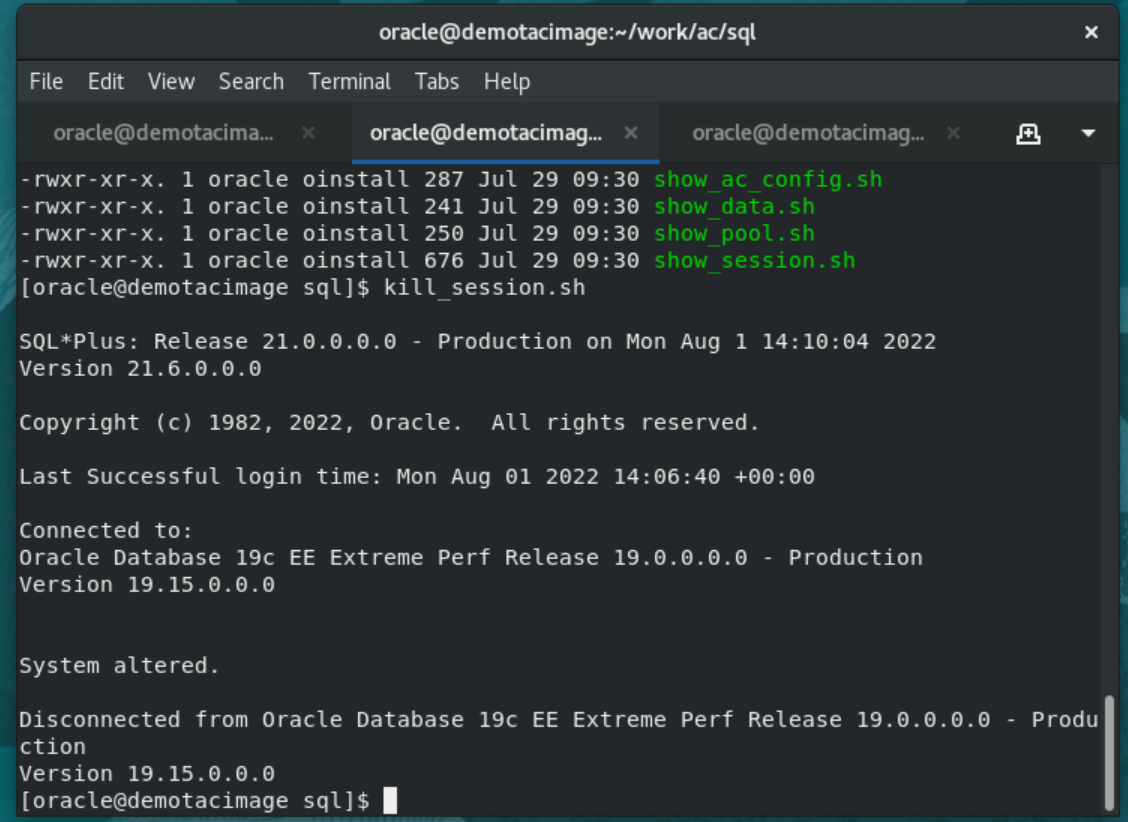 oracle@demotacimage:~/work/ac/sql
File Edit View Search Terminal Tabs Help
oracle@demotacima... oracle@demotacimag... oracle@demotacimag...
-rwxr-xr-x. 1 oracle oinstall 287 Jul 29 09:30 show_ac_config.sh
-rwxr-xr-x. 1 oracle oinstall 241 Jul 29 09:30 show_data.sh
-rwxr-xr-x. 1 oracle oinstall 250 Jul 29 09:30 show_pool.sh
-rwxr-xr-x. 1 oracle oinstall 676 Jul 29 09:30 show_session.sh
[oracle@demotacimage sql]$ kill_session.sh
SQL*Plus: Release 21.0.0.0.0 - Production on Mon Aug 1 14:10:04 2022
Version 21.6.0.0.0
Copyright (c) 1982, 2022, Oracle.  All rights reserved.
Last Successful login time: Mon Aug 01 2022 14:06:40 +00:00
Connected to:
Oracle Database 19c EE Extreme Perf Release 19.0.0.0.0 - Production
Version 19.15.0.0.0
System altered.
Disconnected from Oracle Database 19c EE Extreme Perf Release 19.0.0.0.0 - Produ
ction
Version 19.15.0.0.0
[oracle@demotacimage sql]$